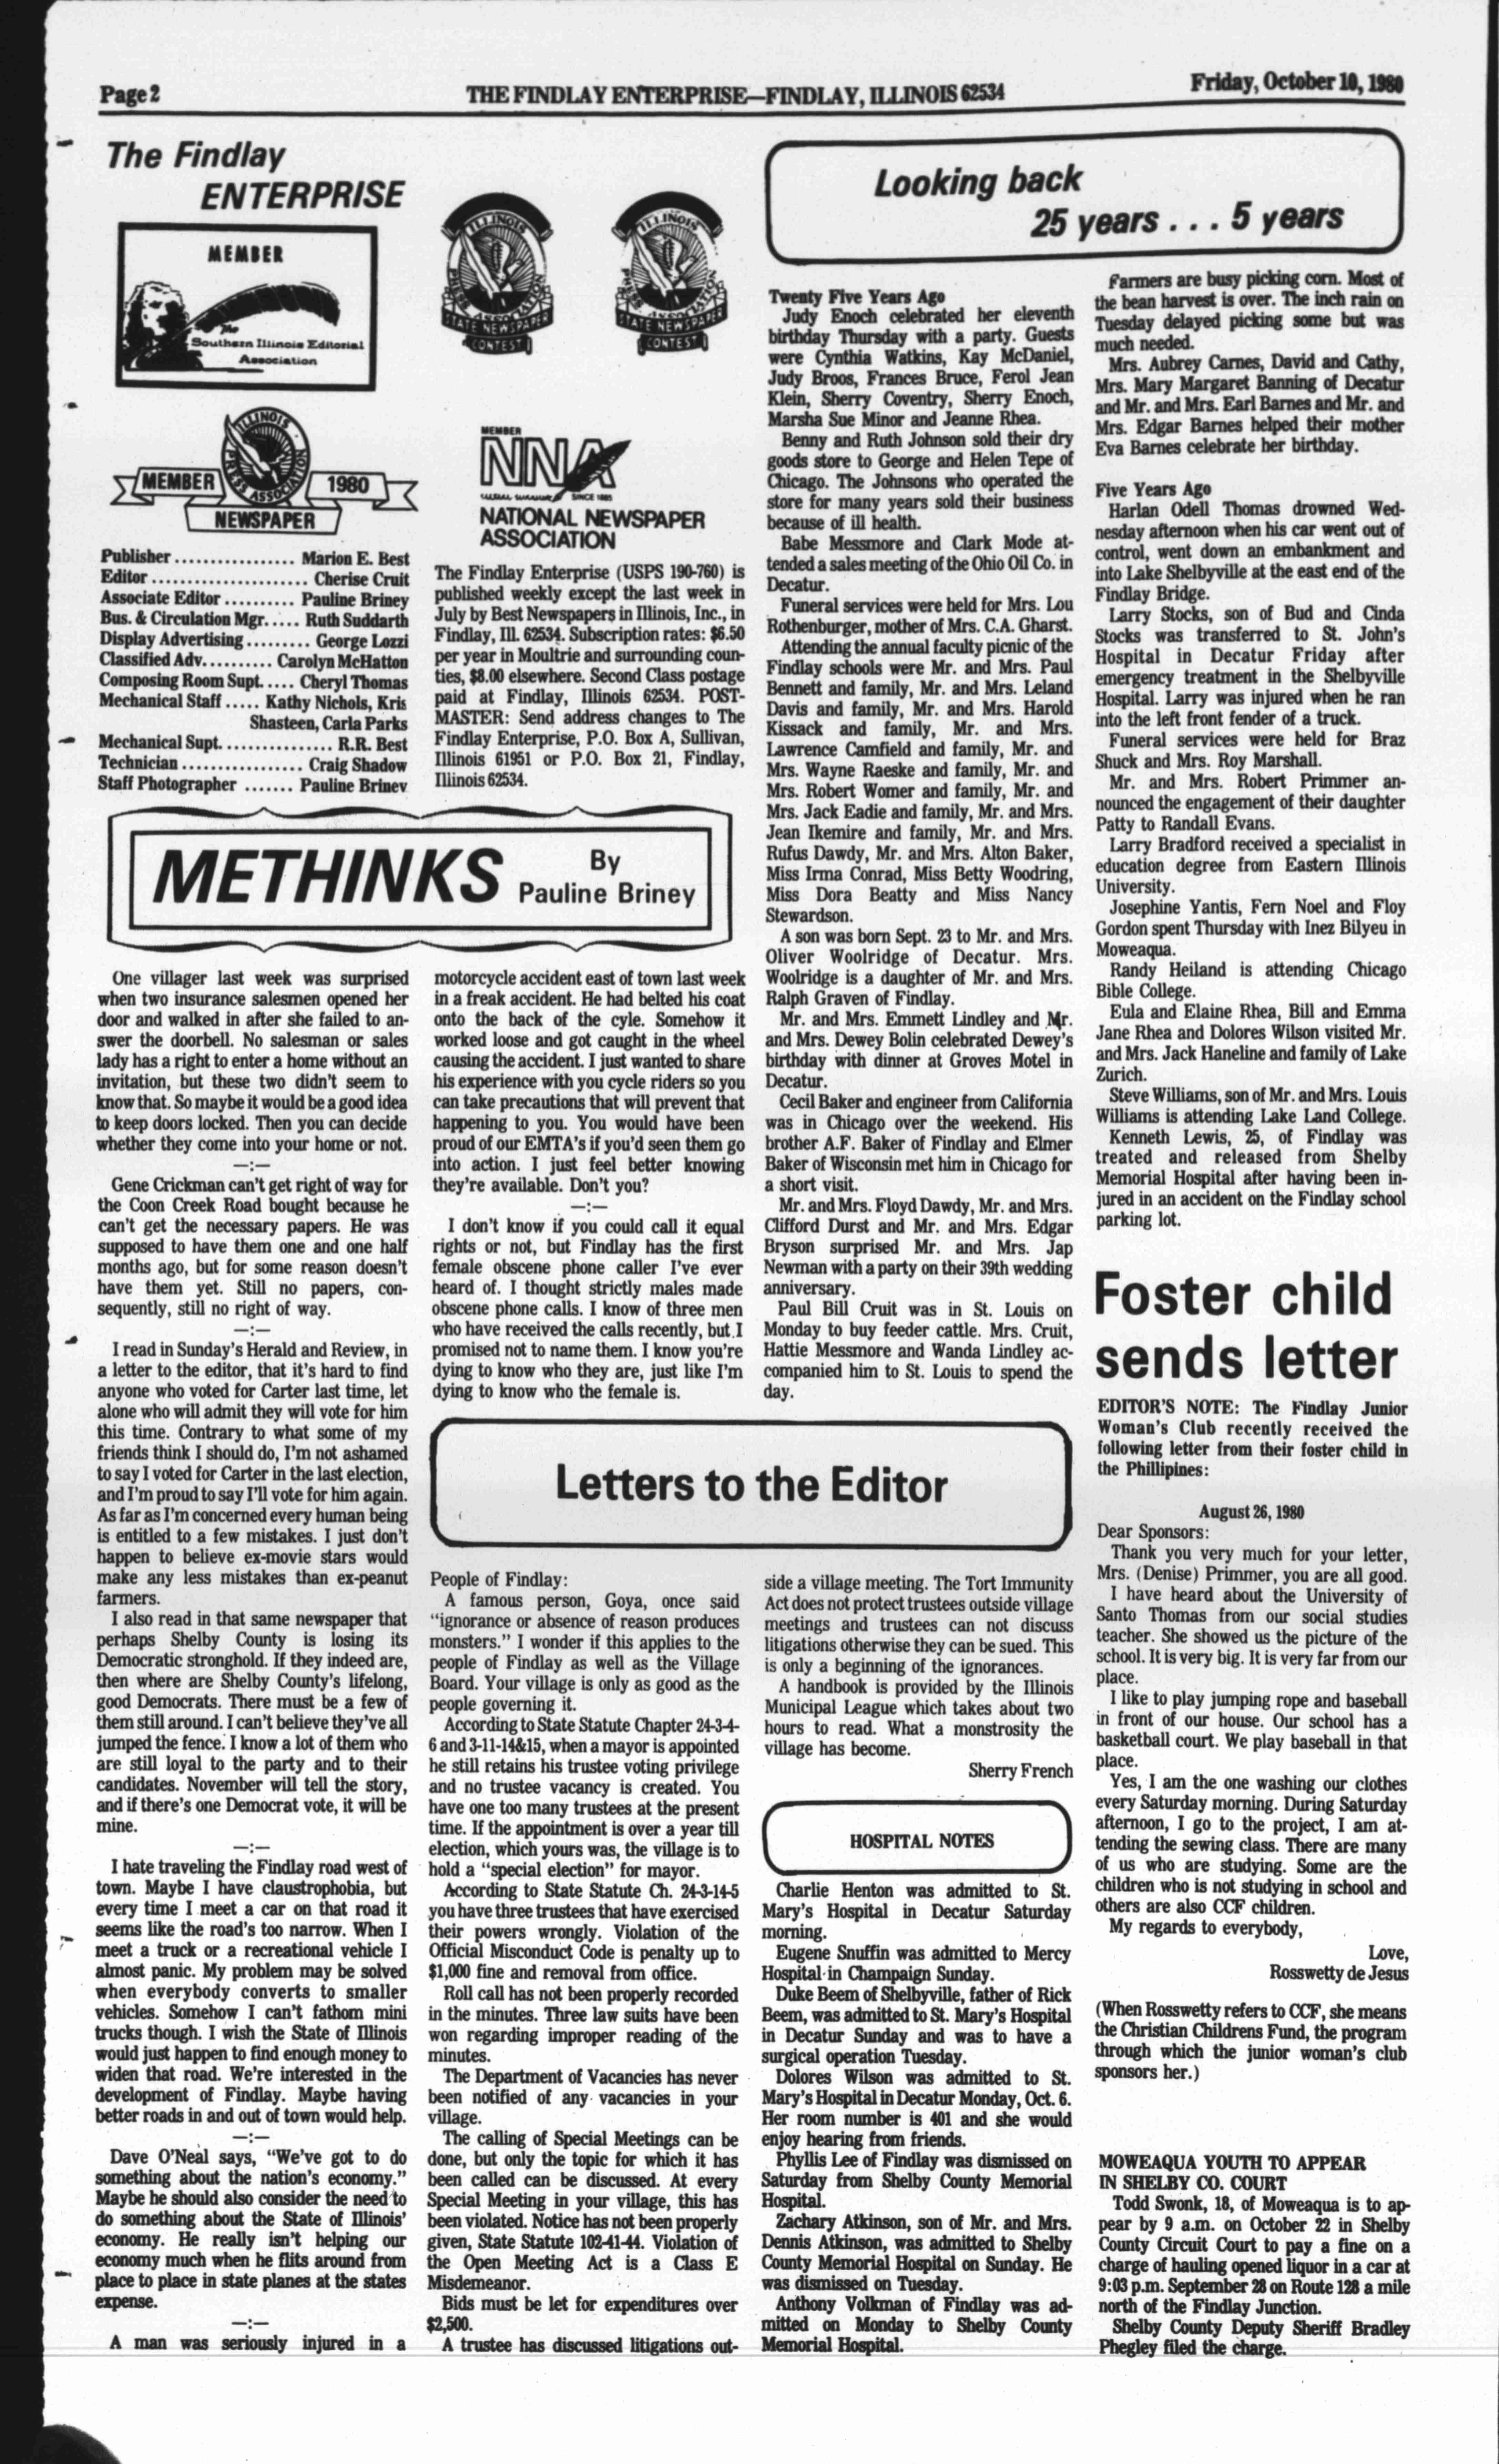 Page 2
THE FINDLAY ENTERPRISE—FINDLAY, ILLINOIS 62534
Friday, October 10, 1980
The Findlay
ENTERPRISE
MEMBER
the
Southern Illinois Editorial
Association
ILLINOIS
PRESS ASSOCIATION
STATE NEWSPAPER
CONTEST
ILLINOIS
PRESS ASSOCIATION
STATE NEWSPAPER
CONTEST
ILLINOIS
PRESS ASSOCIATION
MEMBER
1980
NEWSPAPER
MEMBER
NNA
SINCE 1885
NATIONAL NEWSPAPER
ASSOCIATION
Publisher ................ Marion E. Best
Editor ..................... Cherise Cruit
Associate Editor .......... Pauline Briney
Bus. & Circulation Mgr. .... Ruth Suddarth
Display Advertising ......... George Lozzi
Classified Adv. ......... Carolyn McHatton
Composing Room Supt. .... Cheryl Thomas
Mechanical Staff ..... Kathy Nichols, Kris
Shasteen, Carla Parks
Mechanical Supt. ............... R.R. Best
Technician ................ Craig Shadow
Staff Photographer ....... Pauline Briney
The Findlay Enterprise (USPS 190-760) is
published weekly except the last week in
July by Best Newspapers in Illinois, Inc., in
Findlay, Ill. 62534. Subscription rates: $6.50
per year in Moultrie and surrounding coun-
ties, $8.00 elsewhere. Second Class postage
paid at Findlay, Illinois 62534. POST-
MASTER: Send address changes to The
Findlay Enterprise, P.O. Box A, Sullivan,
Illinois 61951 or P.O. Box 21, Findlay,
Illinois 62534.
METHINKS
By
Pauline Briney
One villager last week was surprised
when two insurance salesmen opened her
door and walked in after she failed to an-
swer the doorbell. No salesman or sales
lady has a right to enter a home without an
invitation, but these two didn't seem to
know that. So maybe it would be a good idea
to keep doors locked. Then you can decide
whether they come into your home or not.
—:—
Gene Crickman can't get right of way for
the Coon Creek Road bought because he
can't get the necessary papers. He was
supposed to have them one and one half
months ago, but for some reason doesn't
have them yet. Still no papers, con-
sequently, still no right of way.
—:—
I read in Sunday's Herald and Review, in
a letter to the editor, that it's hard to find
anyone who voted for Carter last time, let
alone who will admit they will vote for him
this time. Contrary to what some of my
friends think I should do, I'm not ashamed
to say I voted for Carter in the last election,
and I'm proud to say I'll vote for him again.
As far as I'm concerned every human being
is entitled to a few mistakes. I just don't
happen to believe ex-movie stars would
make any less mistakes than ex-peanut
farmers.
I also read in that same newspaper that
perhaps Shelby County is losing its
Democratic stronghold. If they indeed are,
then where are Shelby County's lifelong,
good Democrats. There must be a few of
them still around. I can't believe they've all
jumped the fence. I know a lot of them who
are still loyal to the party and to their
candidates. November will tell the story,
and if there's one Democrat vote, it will be
mine.
—:—
I hate traveling the Findlay road west of
town. Maybe I have claustrophobia, but
every time I meet a car on that road it
seems like the road's too narrow. When I
meet a truck or a recreational vehicle I
almost panic. My problem may be solved
when everybody converts to smaller
vehicles. Somehow I can't fathom mini
trucks though. I wish the State of Illinois
would just happen to find enough money to
widen that road. We're interested in the
development of Findlay. Maybe having
better roads in and out of town would help.
—:—
Dave O'Neal says, "We've got to do
something about the nation's economy."
Maybe he should also consider the need to
do something about the State of Illinois'
economy. He really isn't helping our
economy much when he flits around from
place to place in state planes at the states
expense.
—:—
A man was seriously injured in a
motorcycle accident east of town last week
in a freak accident. He had belted his coat
onto the back of the cyle. Somehow it
worked loose and got caught in the wheel
causing the accident. I just wanted to share
his experience with you cycle riders so you
can take precautions that will prevent that
happening to you. You would have been
proud of our EMTA's if you'd seen them go
into action. I just feel better knowing
they're available. Don't you?
—:—
I don't know if you could call it equal
rights or not, but Findlay has the first
female obscene phone caller I've ever
heard of. I thought strictly males made
obscene phone calls. I know of three men
who have received the calls recently, but I
promised not to name them. I know you're
dying to know who they are, just like I'm
dying to know who the female is.
Letters to the Editor
People of Findlay:
A famous person, Goya, once said
"ignorance or absence of reason produces
monsters." I wonder if this applies to the
people of Findlay as well as the Village
Board. Your village is only as good as the
people governing it.
According to State Statute Chapter 24-3-4-
6 and 3-11-14&15, when a mayor is appointed
he still retains his trustee voting privilege
and no trustee vacancy is created. You
have one too many trustees at the present
time. If the appointment is over a year till
election, which yours was, the village is to
hold a "special election" for mayor.
According to State Statute Ch. 24-3-14-5
you have three trustees that have exercised
their powers wrongly. Violation of the
Official Misconduct Code is penalty up to
$1,000 fine and removal from office.
Roll call has not been properly recorded
in the minutes. Three law suits have been
won regarding improper reading of the
minutes.
The Department of Vacancies has never
been notified of any vacancies in your
village.
The calling of Special Meetings can be
done, but only the topic for which it has
been called can be discussed. At every
Special Meeting in your village, this has
been violated. Notice has not been properly
given, State Statute 102-41-44. Violation of
the Open Meeting Act is a Class E
Misdemeanor.
Bids must be let for expenditures over
$2,500.
A trustee has discussed litigations out-
side a village meeting. The Tort Immunity
Act does not protect trustees outside village
meetings and trustees can not discuss
litigations otherwise they can be sued. This
is only a beginning of the ignorances.
A handbook is provided by the Illinois
Municipal League which takes about two
hours to read. What a monstrosity the
village has become.
Sherry French
HOSPITAL NOTES
Charlie Henton was admitted to St.
Mary's Hospital in Decatur Saturday
morning.
Eugene Snuffin was admitted to Mercy
Hospital in Champaign Sunday.
Duke Beem of Shelbyville, father of Rick
Beem, was admitted to St. Mary's Hospital
in Decatur Sunday and was to have a
surgical operation Tuesday.
Dolores Wilson was admitted to St.
Mary's Hospital in Decatur Monday, Oct. 6.
Her room number is 401 and she would
enjoy hearing from friends.
Phyllis Lee of Findlay was dismissed on
Saturday from Shelby County Memorial
Hospital.
Zachary Atkinson, son of Mr. and Mrs.
Dennis Atkinson, was admitted to Shelby
County Memorial Hospital on Sunday. He
was dismissed on Tuesday.
Anthony Volkman of Findlay was ad-
mitted on Monday to Shelby County
Memorial Hospital.
Looking back
25 years . . . 5 years
Twenty Five Years Ago
Judy Enoch celebrated her eleventh
birthday Thursday with a party. Guests
were Cynthia Watkins, Kay McDaniel,
Judy Broos, Frances Bruce, Ferol Jean
Klein, Sherry Coventry, Sherry Enoch,
Marsha Sue Minor and Jeanne Rhea.
Benny and Ruth Johnson sold their dry
goods store to George and Helen Tepe of
Chicago. The Johnsons who operated the
store for many years sold their business
because of ill health.
Babe Messmore and Clark Mode at-
tended a sales meeting of the Ohio Oil Co. in
Decatur.
Funeral services were held for Mrs. Lou
Rothenburger, mother of Mrs. C.A. Gharst.
Attending the annual faculty picnic of the
Findlay schools were Mr. and Mrs. Paul
Bennett and family, Mr. and Mrs. Leland
Davis and family, Mr. and Mrs. Harold
Kissack and family, Mr. and Mrs.
Lawrence Camfield and family, Mr. and
Mrs. Wayne Raeske and family, Mr. and
Mrs. Robert Womer and family, Mr. and
Mrs. Jack Eadie and family, Mr. and Mrs.
Jean Ikemire and family, Mr. and Mrs.
Rufus Dawdy, Mr. and Mrs. Alton Baker,
Miss Irma Conrad, Miss Betty Woodring,
Miss Dora Beatty and Miss Nancy
Stewardson.
A son was born Sept. 23 to Mr. and Mrs.
Oliver Woolridge of Decatur. Mrs.
Woolridge is a daughter of Mr. and Mrs.
Ralph Graven of Findlay.
Mr. and Mrs. Emmett Lindley and Mr.
and Mrs. Dewey Bolin celebrated Dewey's
birthday with dinner at Groves Motel in
Decatur.
Cecil Baker and engineer from California
was in Chicago over the weekend. His
brother A.F. Baker of Findlay and Elmer
Baker of Wisconsin met him in Chicago for
a short visit.
Mr. and Mrs. Floyd Dawdy, Mr. and Mrs.
Clifford Durst and Mr. and Mrs. Edgar
Bryson surprised Mr. and Mrs. Jap
Newman with a party on their 39th wedding
anniversary.
Paul Bill Cruit was in St. Louis on
Monday to buy feeder cattle. Mrs. Cruit,
Hattie Messmore and Wanda Lindley ac-
companied him to St. Louis to spend the
day.
Farmers are busy picking corn. Most of
the bean harvest is over. The inch rain on
Tuesday delayed picking some but was
much needed.
Mrs. Aubrey Carnes, David and Cathy,
Mrs. Mary Margaret Banning of Decatur
and Mr. and Mrs. Earl Barnes and Mr. and
Mrs. Edgar Barnes helped their mother
Eva Barnes celebrate her birthday.
Five Years Ago
Harlan Odell Thomas drowned Wed-
nesday afternoon when his car went out of
control, went down an embankment and
into Lake Shelbyville at the east end of the
Findlay Bridge.
Larry Stocks, son of Bud and Cinda
Stocks was transferred to St. John's
Hospital in Decatur Friday after
emergency treatment in the Shelbyville
Hospital. Larry was injured when he ran
into the left front fender of a truck.
Funeral services were held for Braz
Shuck and Mrs. Roy Marshall.
Mr. and Mrs. Robert Primmer an-
nounced the engagement of their daughter
Patty to Randall Evans.
Larry Bradford received a specialist in
education degree from Eastern Illinois
University.
Josephine Yantis, Fern Noel and Floy
Gordon spent Thursday with Inez Bilyeu in
Moweaqua.
Randy Heiland is attending Chicago
Bible College.
Eula and Elaine Rhea, Bill and Emma
Jane Rhea and Dolores Wilson visited Mr.
and Mrs. Jack Haneline and family of Lake
Zurich.
Steve Williams, son of Mr. and Mrs. Louis
Williams is attending Lake Land College.
Kenneth Lewis, 25, of Findlay was
treated and released from Shelby
Memorial Hospital after having been in-
jured in an accident on the Findlay school
parking lot.
Foster child
sends letter
EDITOR'S NOTE: The Findlay Junior
Woman's Club recently received the
following letter from their foster child in
the Phillipines:
August 26, 1980
Dear Sponsors:
Thank you very much for your letter,
Mrs. (Denise) Primmer, you are all good.
I have heard about the University of
Santo Thomas from our social studies
teacher. She showed us the picture of the
school. It is very big. It is very far from our
place.
I like to play jumping rope and baseball
in front of our house. Our school has a
basketball court. We play baseball in that
place.
Yes, I am the one washing our clothes
every Saturday morning. During Saturday
afternoon, I go to the project, I am at-
tending the sewing class. There are many
of us who are studying. Some are the
children who is not studying in school and
others are also CCF children.
My regards to everybody,
Love,
Rosswetty de Jesus
(When Rosswetty refers to CCF, she means
the Christian Childrens Fund, the program
through which the junior woman's club
sponsors her.)
MOWEAQUA YOUTH TO APPEAR
IN SHELBY CO. COURT
Todd Swonk, 18, of Moweaqua is to ap-
pear by 9 a.m. on October 22 in Shelby
County Circuit Court to pay a fine on a
charge of hauling opened liquor in a car at
9:03 p.m. September 28 on Route 128 a mile
north of the Findlay Junction.
Shelby County Deputy Sheriff Bradley
Phegley filed the charge.